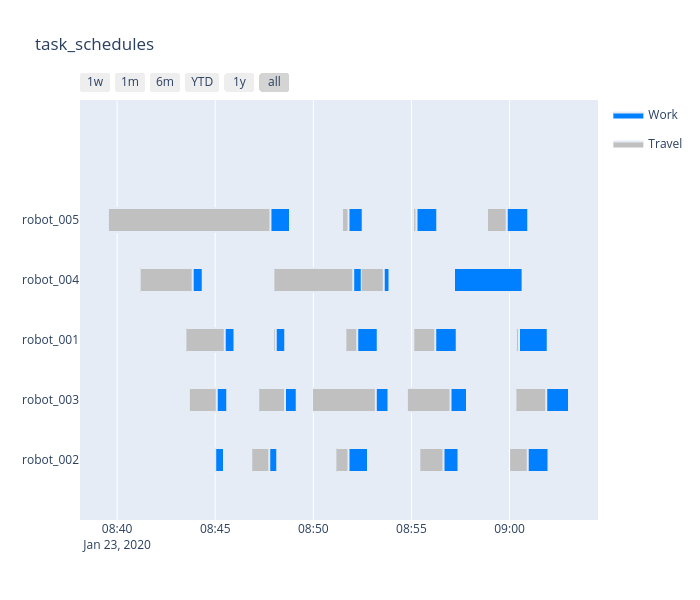 task_schedules
1w 1m 6m YTD 1y all
Work
Travel
robot_005
robot_004
robot_001
robot_003
robot_002
08:40 08:45 08:50 08:55 09:00
Jan 23, 2020